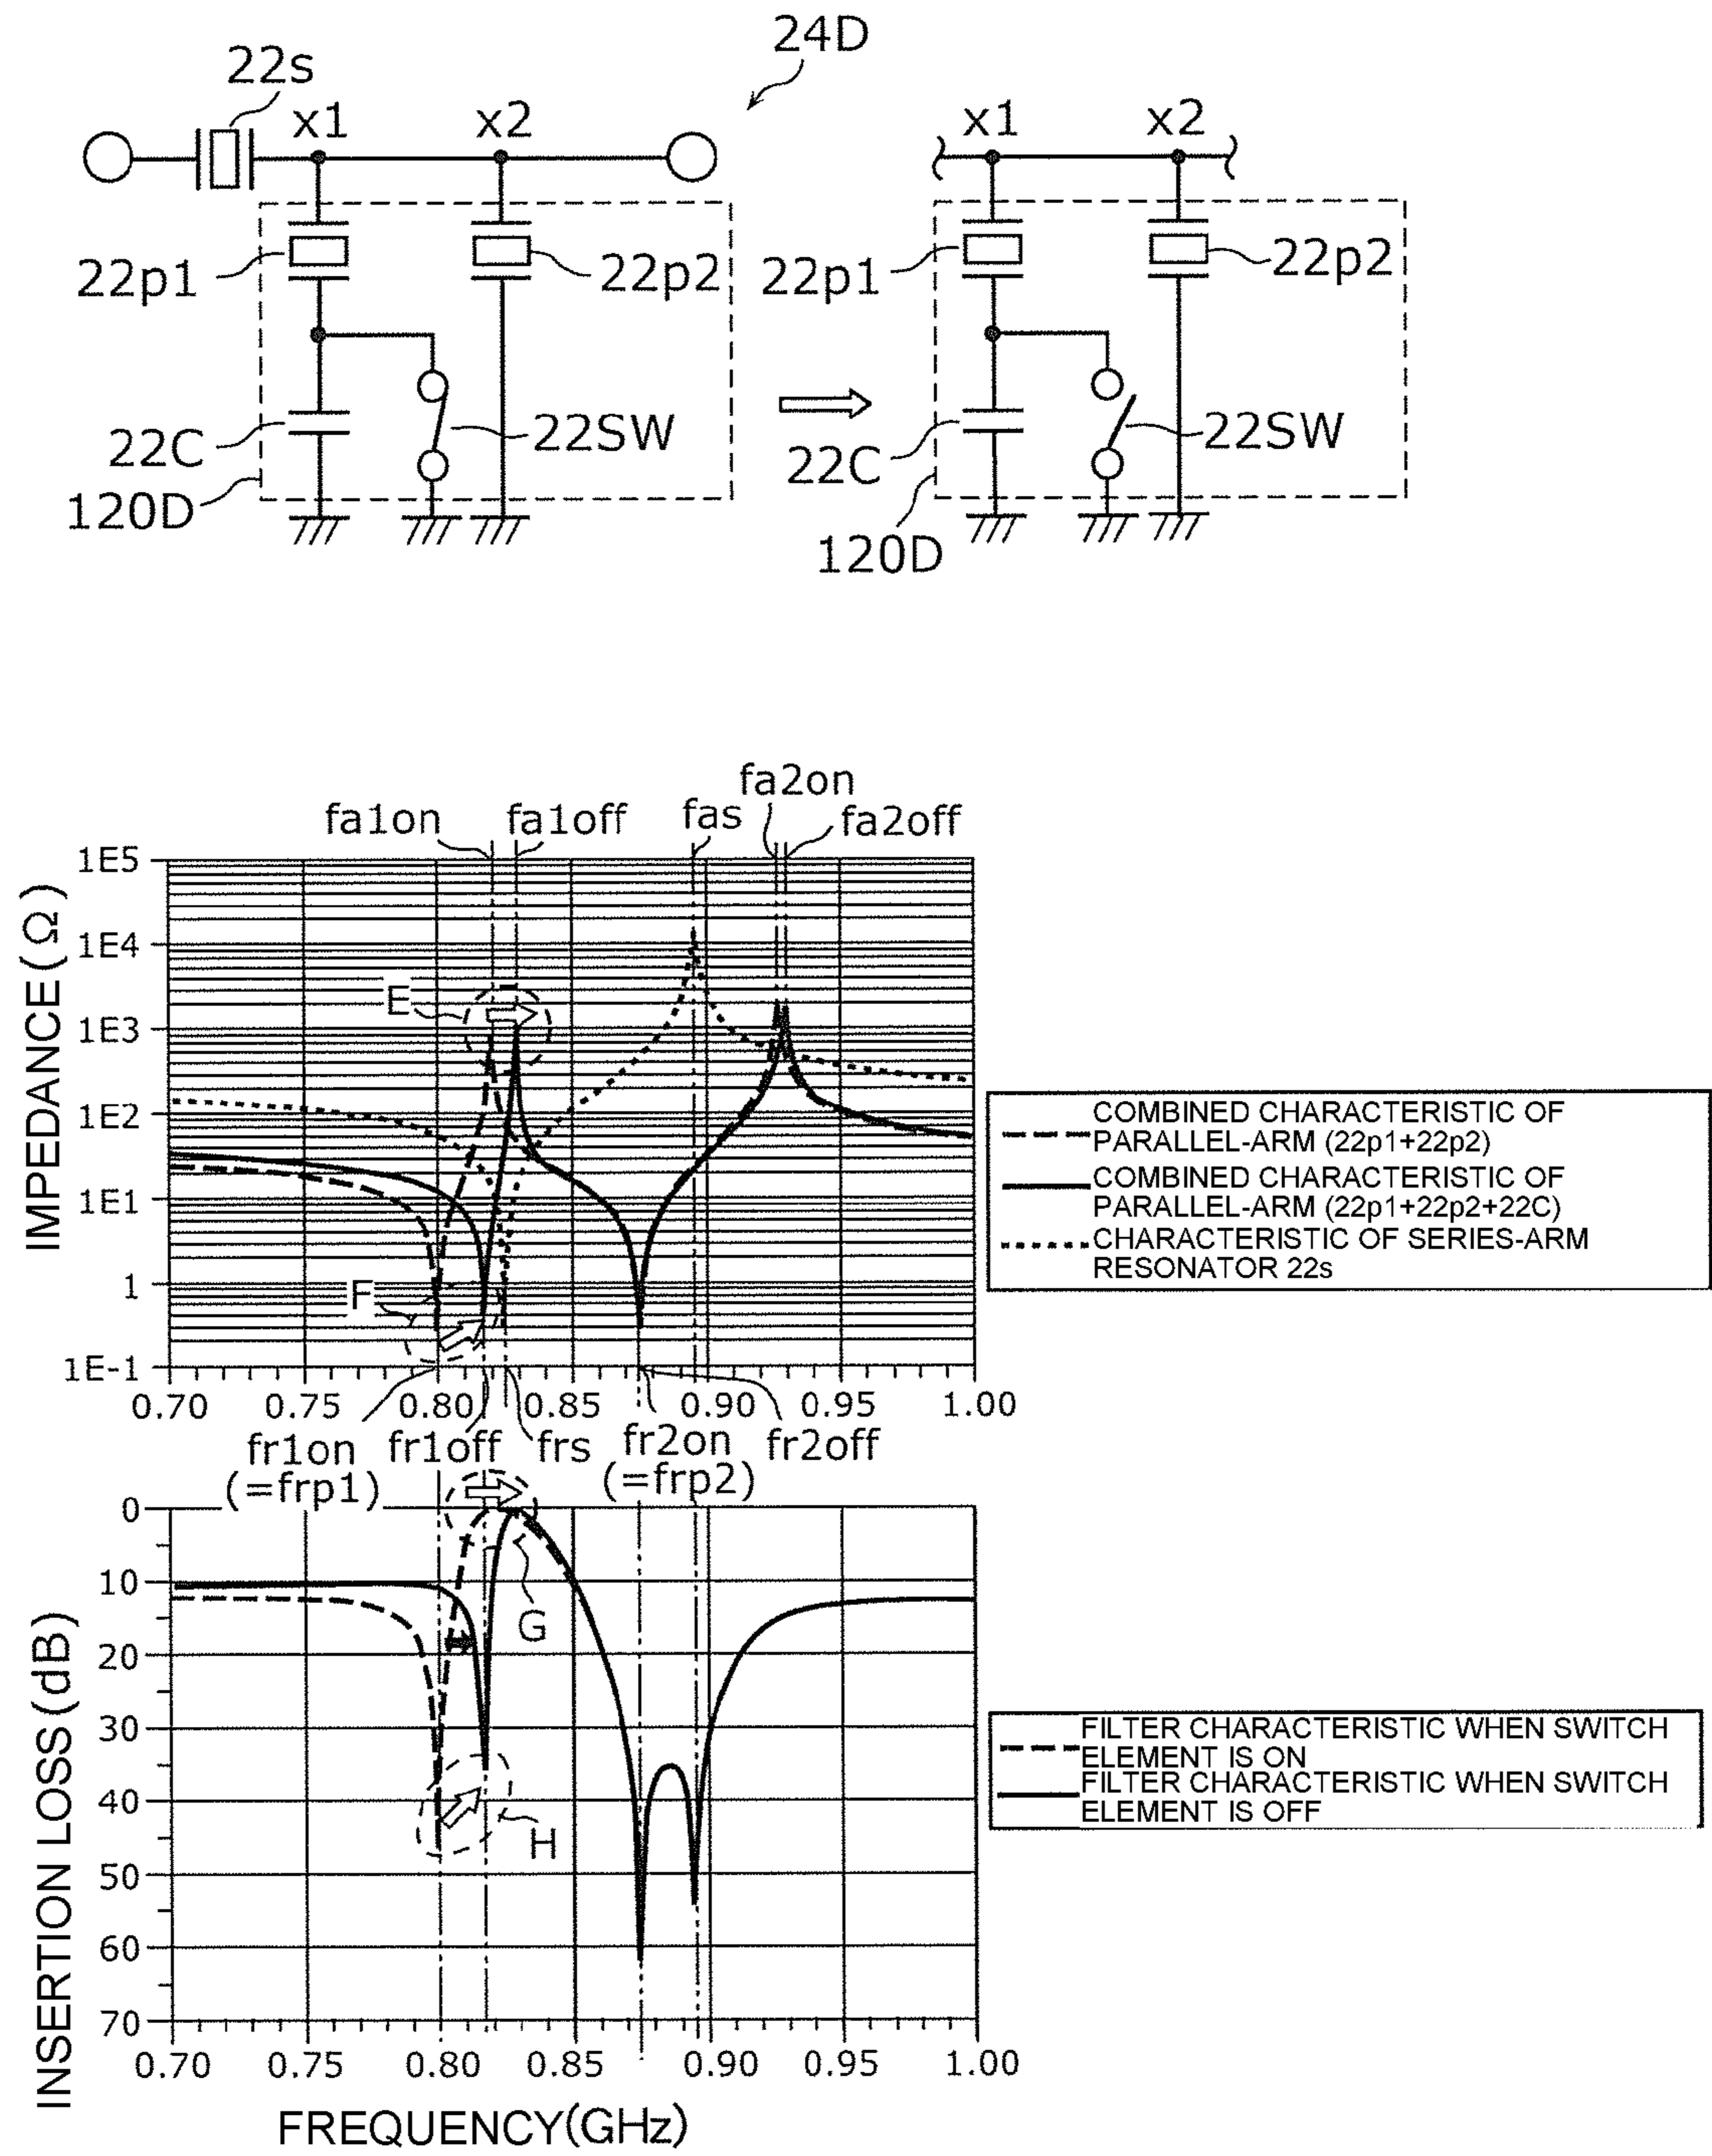 24D
22s
x1 x2 x1 x2
22p1 22p2 22p1 22p2
22C 22SW 22C 22SW
120D 120D
fa2on
fa1on fa1off fas fa2off
IMPEDANCE(Ω)
1E5
1E4
E
1E3
1E2
1E1
F
1
1E-1
0.70 0.75 0.80 0.85 0.90 0.95 1.00
fr1on fr1off frs fr2on fr2off
(=frp1) (=frp2)
COMBINED CHARACTERISTIC OF
PARALLEL-ARM (22p1+22p2)
COMBINED CHARACTERISTIC OF
PARALLEL-ARM (22p1+22p2+22C)
CHARACTERISTIC OF SERIES-ARM
RESONATOR 22s
INSERTION LOSS(dB)
0
10
G
20
30
40
H
50
60
70
0.70 0.75 0.80 0.85 0.90 0.95 1.00
FREQUENCY(GHz)
FILTER CHARACTERISTIC WHEN SWITCH
ELEMENT IS ON
FILTER CHARACTERISTIC WHEN SWITCH
ELEMENT IS OFF